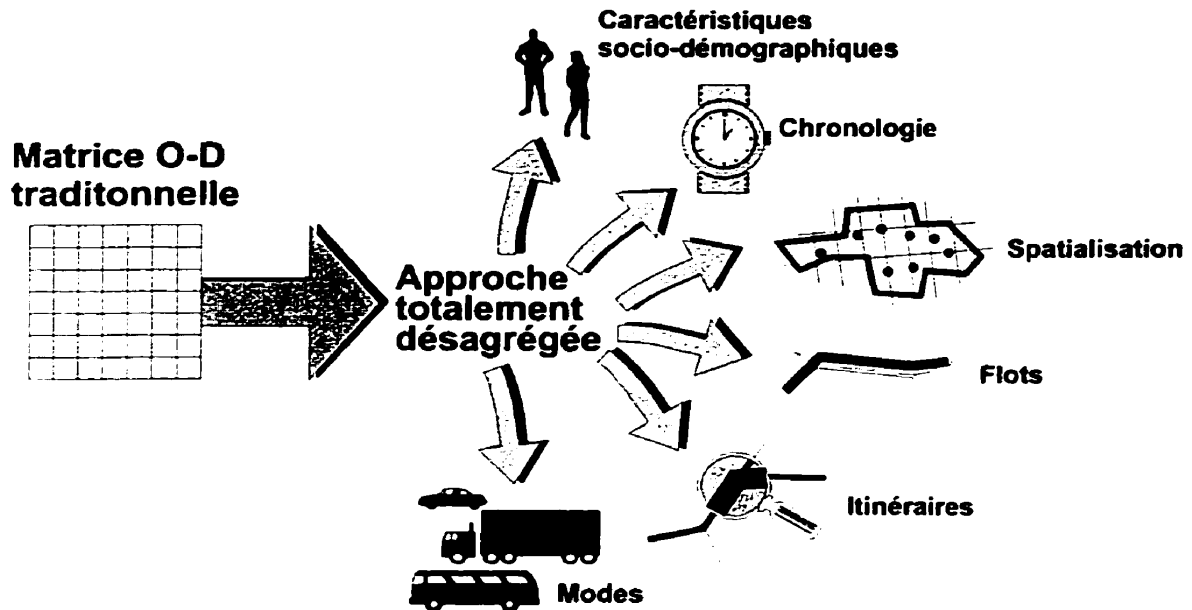 Caractéristiques
socio-démographiques
Chronologie
Matrice O-D
traditonnelle
Spatialisation
Approche
totalement
désagrégée
Flots
Itinéraires
Modes